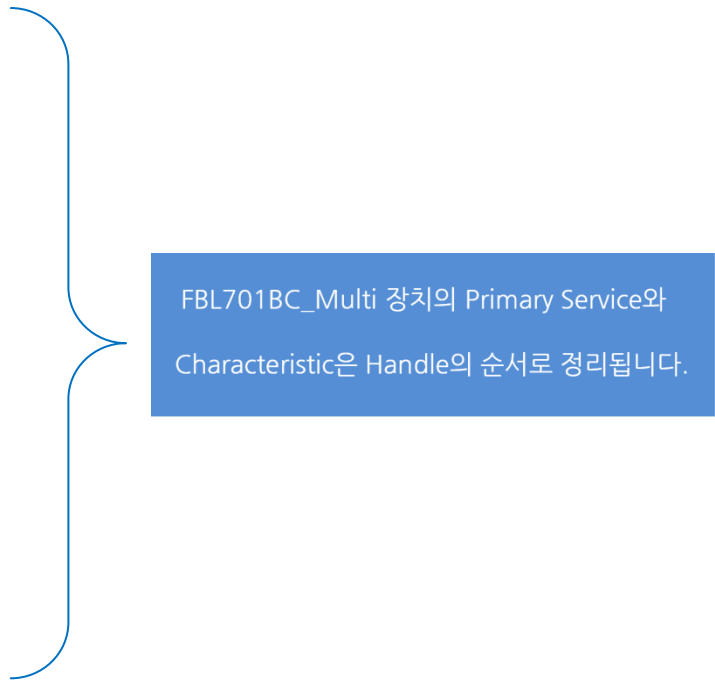 FBL701BC_Multi 장치의 Primary Service와
Characteristic은 Handle의 순서로 정리됩니다.